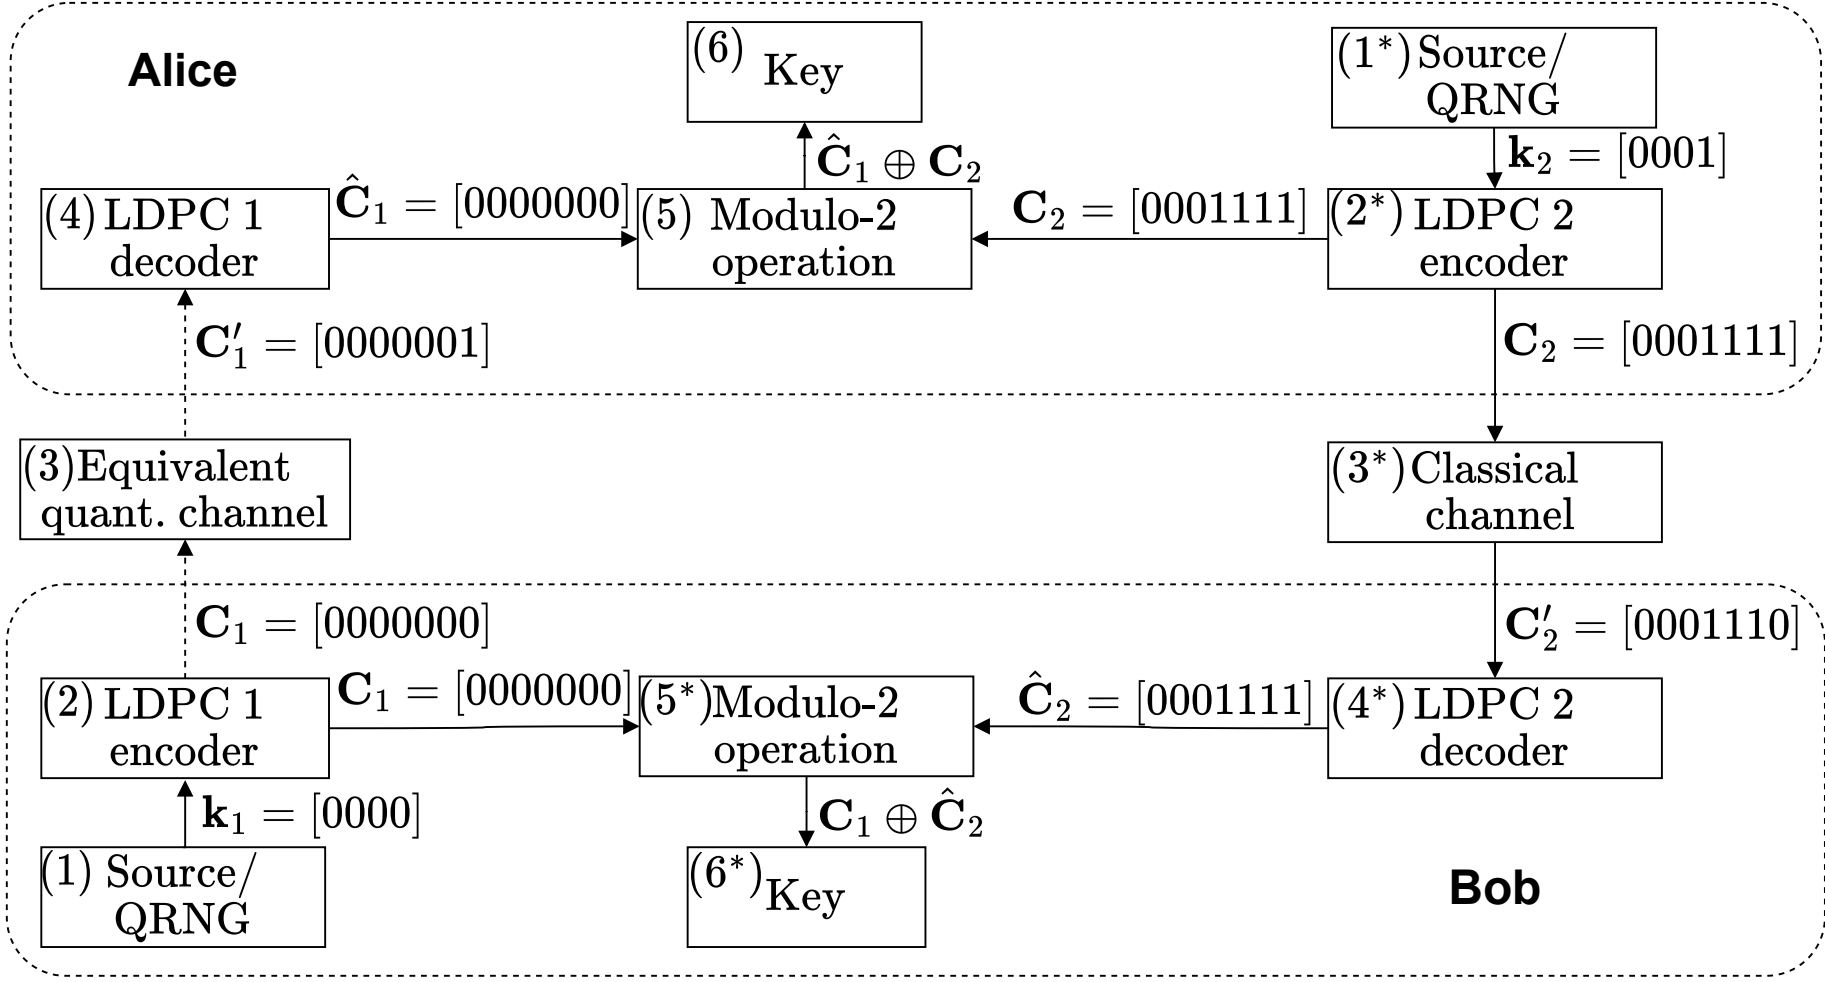 Alice
(6) Key
(1*) Source/
QRNG
Ĉ₁ ⊕ C₂
k₂ = [0001]
(4) LDPC 1
decoder
Ĉ₁ = [0000000]
(5) Modulo-2
operation
C₂ = [0001111]
(2*) LDPC 2
encoder
C′₁ = [0000001]
C₂ = [0001111]
(3) Equivalent
quant. channel
(3*) Classical
channel
C₁ = [0000000]
C′₂ = [0001110]
(2) LDPC 1
encoder
C₁ = [0000000]
(5*) Modulo-2
operation
Ĉ₂ = [0001111]
(4*) LDPC 2
decoder
k₁ = [0000]
C₁ ⊕ Ĉ₂
(1) Source/
QRNG
(6*) Key
Bob